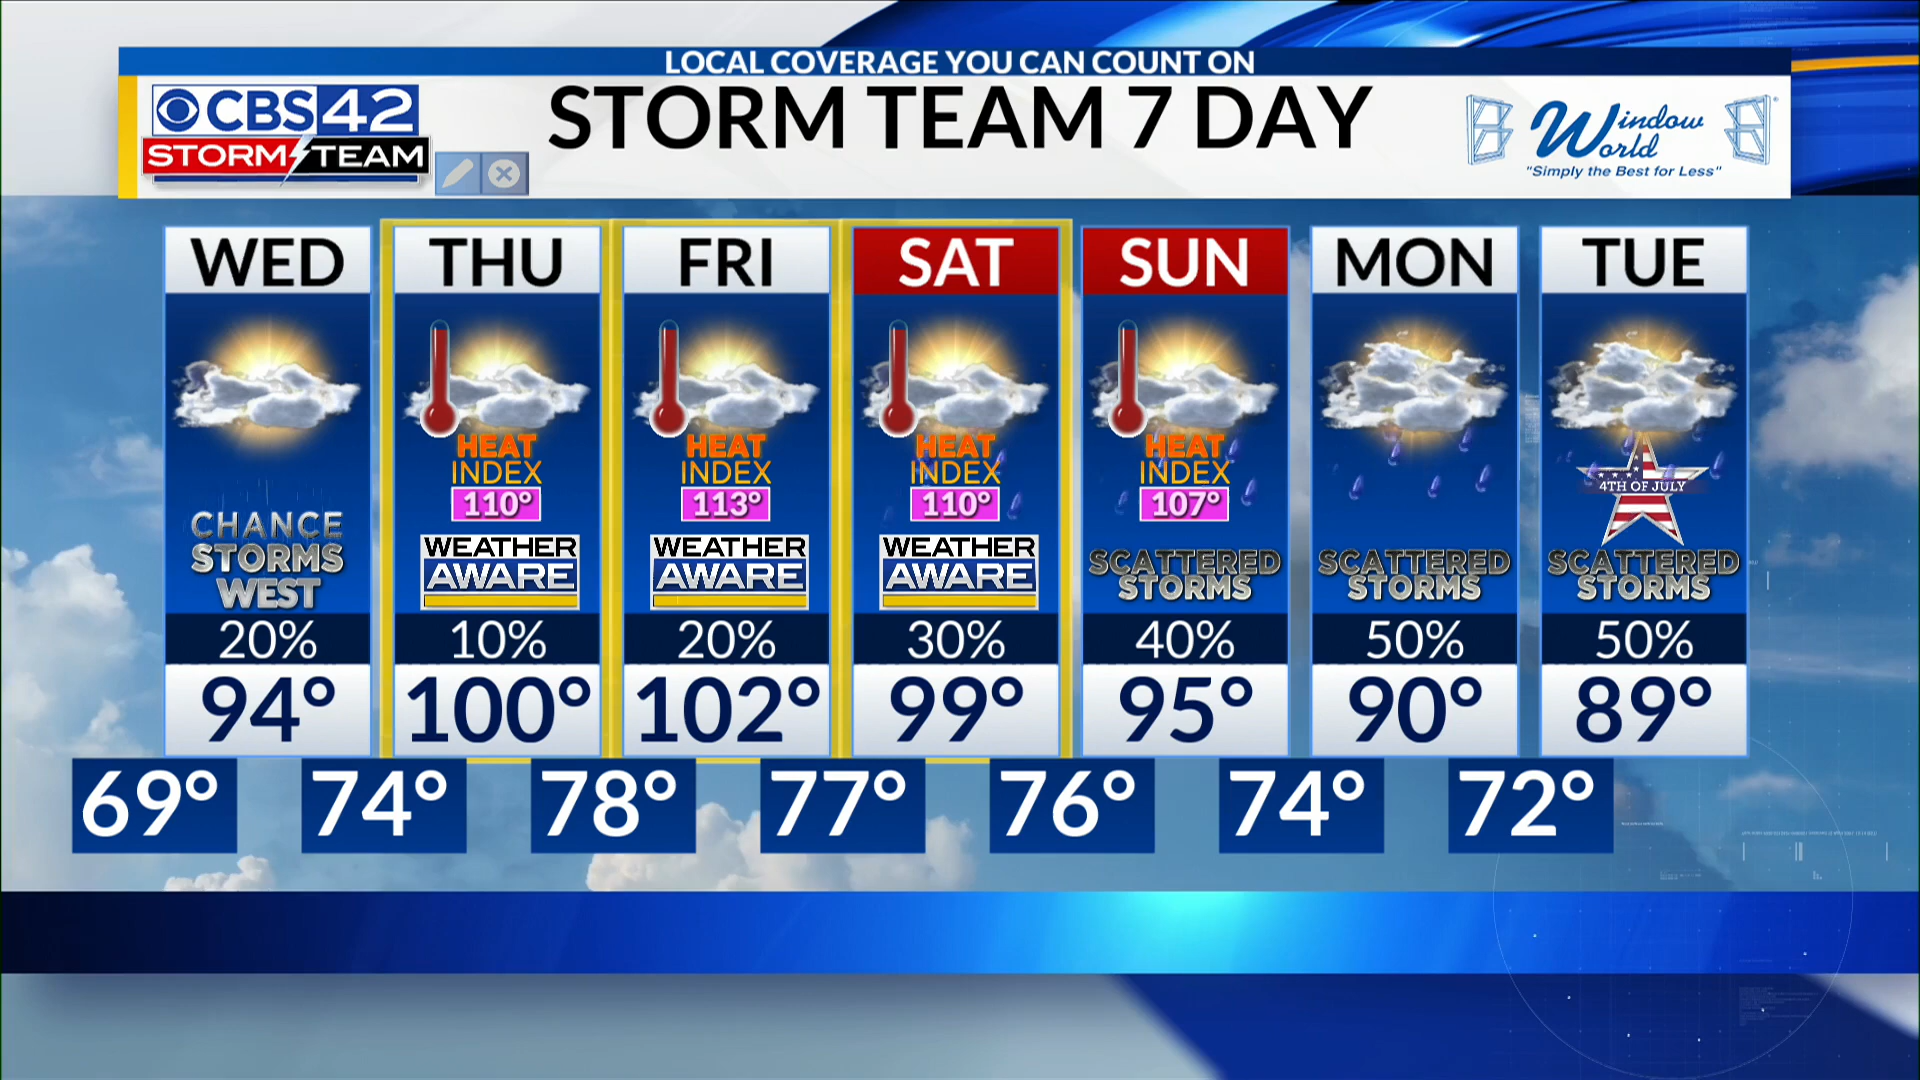 LOCAL COVERAGE YOU CAN COUNT ON
CBS 42
STORM TEAM
STORM TEAM 7 DAY
Window
World
"Simply the Best for Less"
WED
THU
FRI
SAT
SUN
MON
TUE
HEAT
INDEX
110°
HEAT
INDEX
113°
HEAT
INDEX
110°
HEAT
INDEX
107°
4TH OF JULY
CHANCE
STORMS
WEST
WEATHER
AWARE
WEATHER
AWARE
WEATHER
AWARE
SCATTERED
STORMS
SCATTERED
STORMS
SCATTERED
STORMS
20%
10%
20%
30%
40%
50%
50%
94°
100°
102°
99°
95°
90°
89°
69°
74°
78°
77°
76°
74°
72°